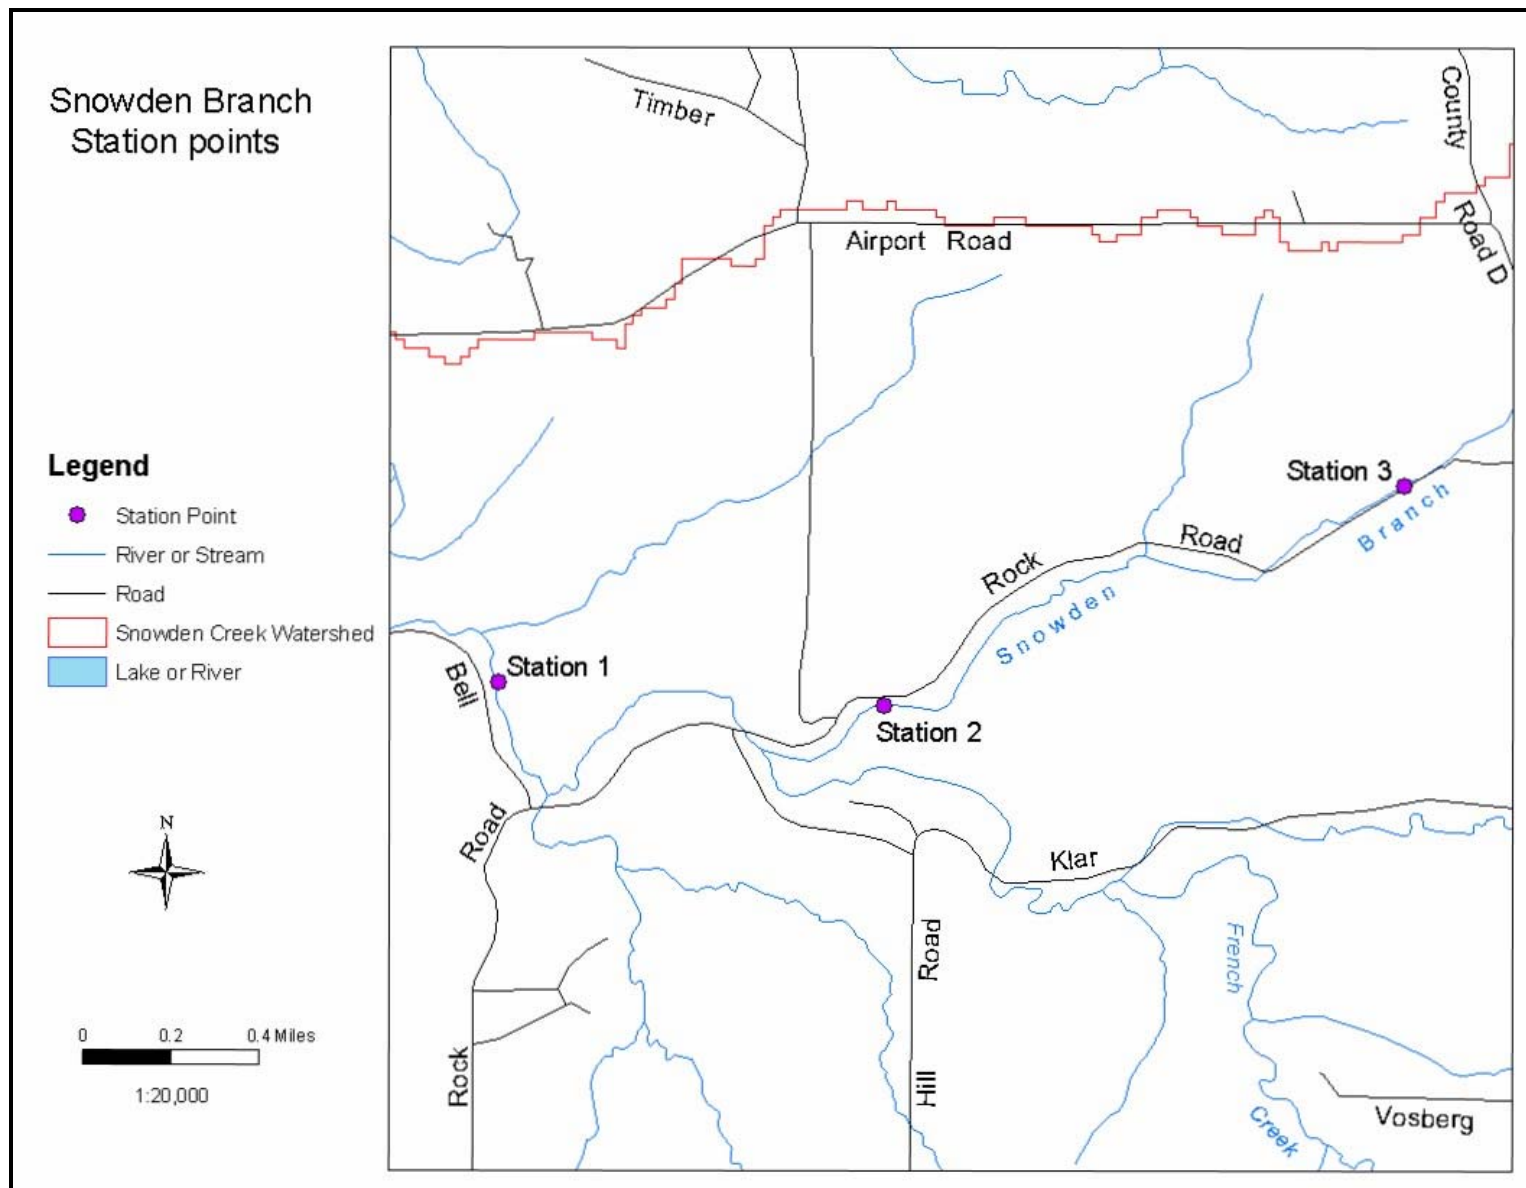 Snowden Branch
Station points
Legend
Station Point
River or Stream
Road
Snowden Creek Watershed
Lake or River
N
0 0.2 0.4 Miles
1:20,000
Timber
County
Road D
Airport Road
Station 3
Branch
Road
Rock
Snowden
Station 1
Bell
Station 2
Road
Klar
Road
French
Rock
Hill
Creek
Vosberg